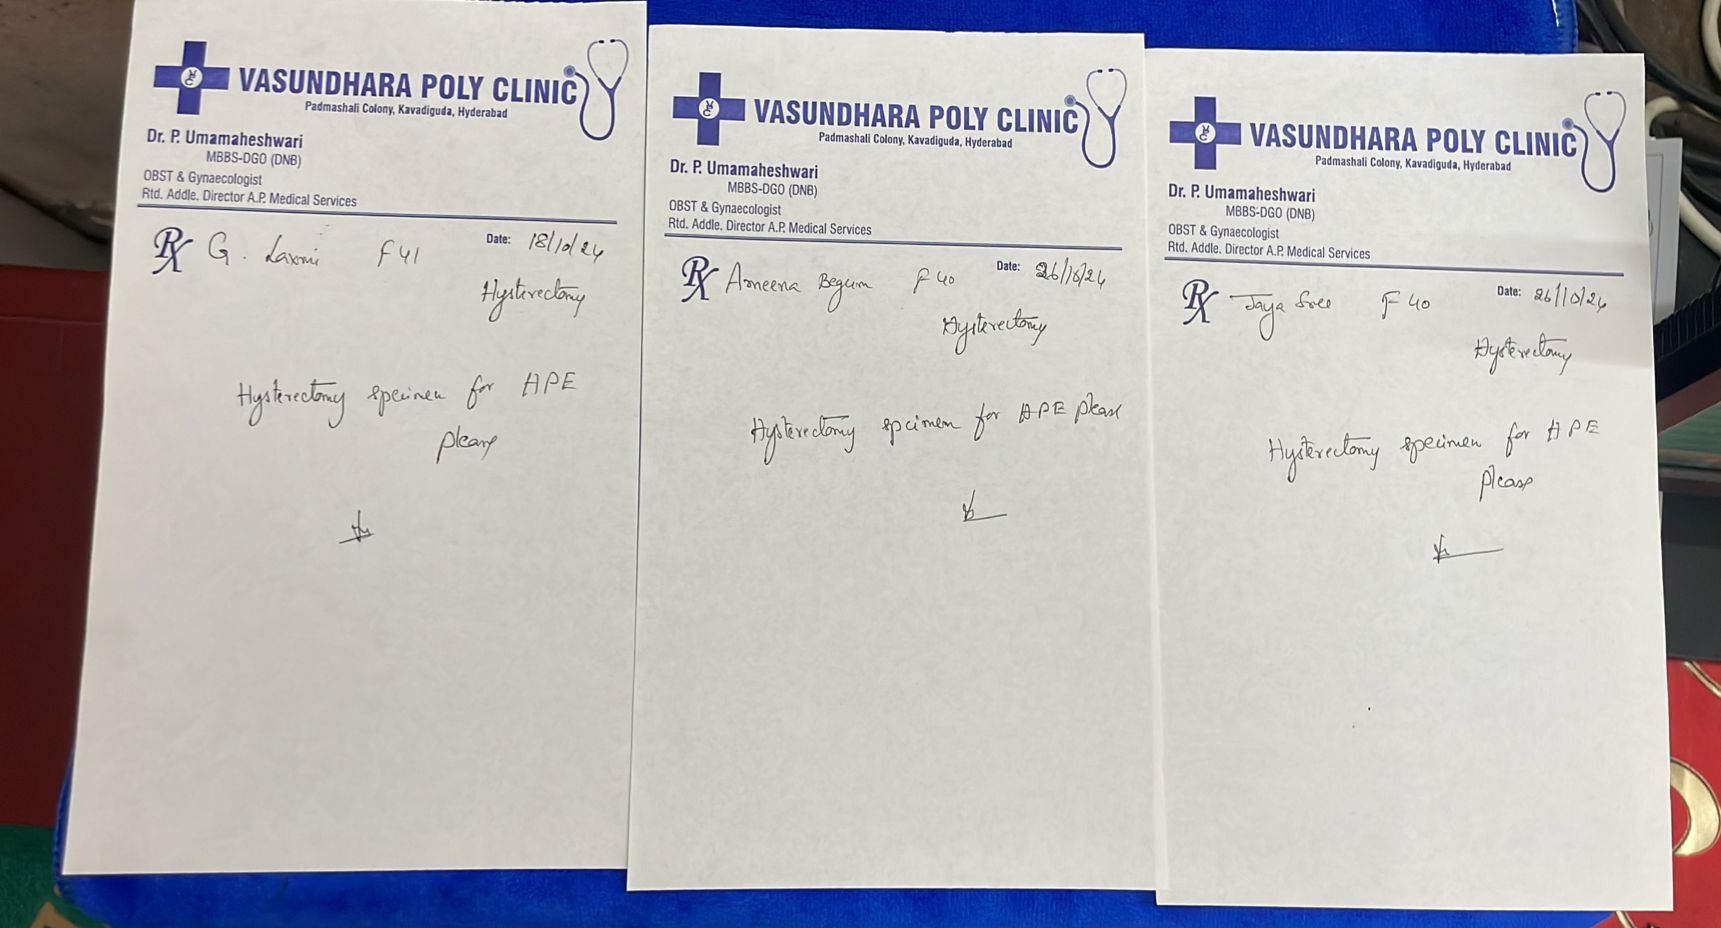 VASUNDHARA POLY CLINIC
Padmashali Colony, Kavadiguda, Hyderabad
Dr. P. Umamaheshwari
MBBS-DGO (DNB)
OBST & Gynaecologist
Rtd. Addle. Director A.P. Medical Services
Rx G. Laxmi F 41 Date: 18/10/24
Hysterectomy
Hysterectomy specimen for HPE
please
VASUNDHARA POLY CLINIC
Padmashali Colony, Kavadiguda, Hyderabad
Dr. P. Umamaheshwari
MBBS-DGO (DNB)
OBST & Gynaecologist
Rtd. Addle. Director A.P. Medical Services
Rx Ameena Begum F 40 Date: 26/10/24
Hysterectomy
Hysterectomy specimen for HPE please
VASUNDHARA POLY CLINIC
Padmashali Colony, Kavadiguda, Hyderabad
Dr. P. Umamaheshwari
MBBS-DGO (DNB)
OBST & Gynaecologist
Rtd. Addle. Director A.P. Medical Services
Rx Jaya Sree F 40 Date: 26/10/24
Hysterectomy
Hysterectomy specimen for HPE
please